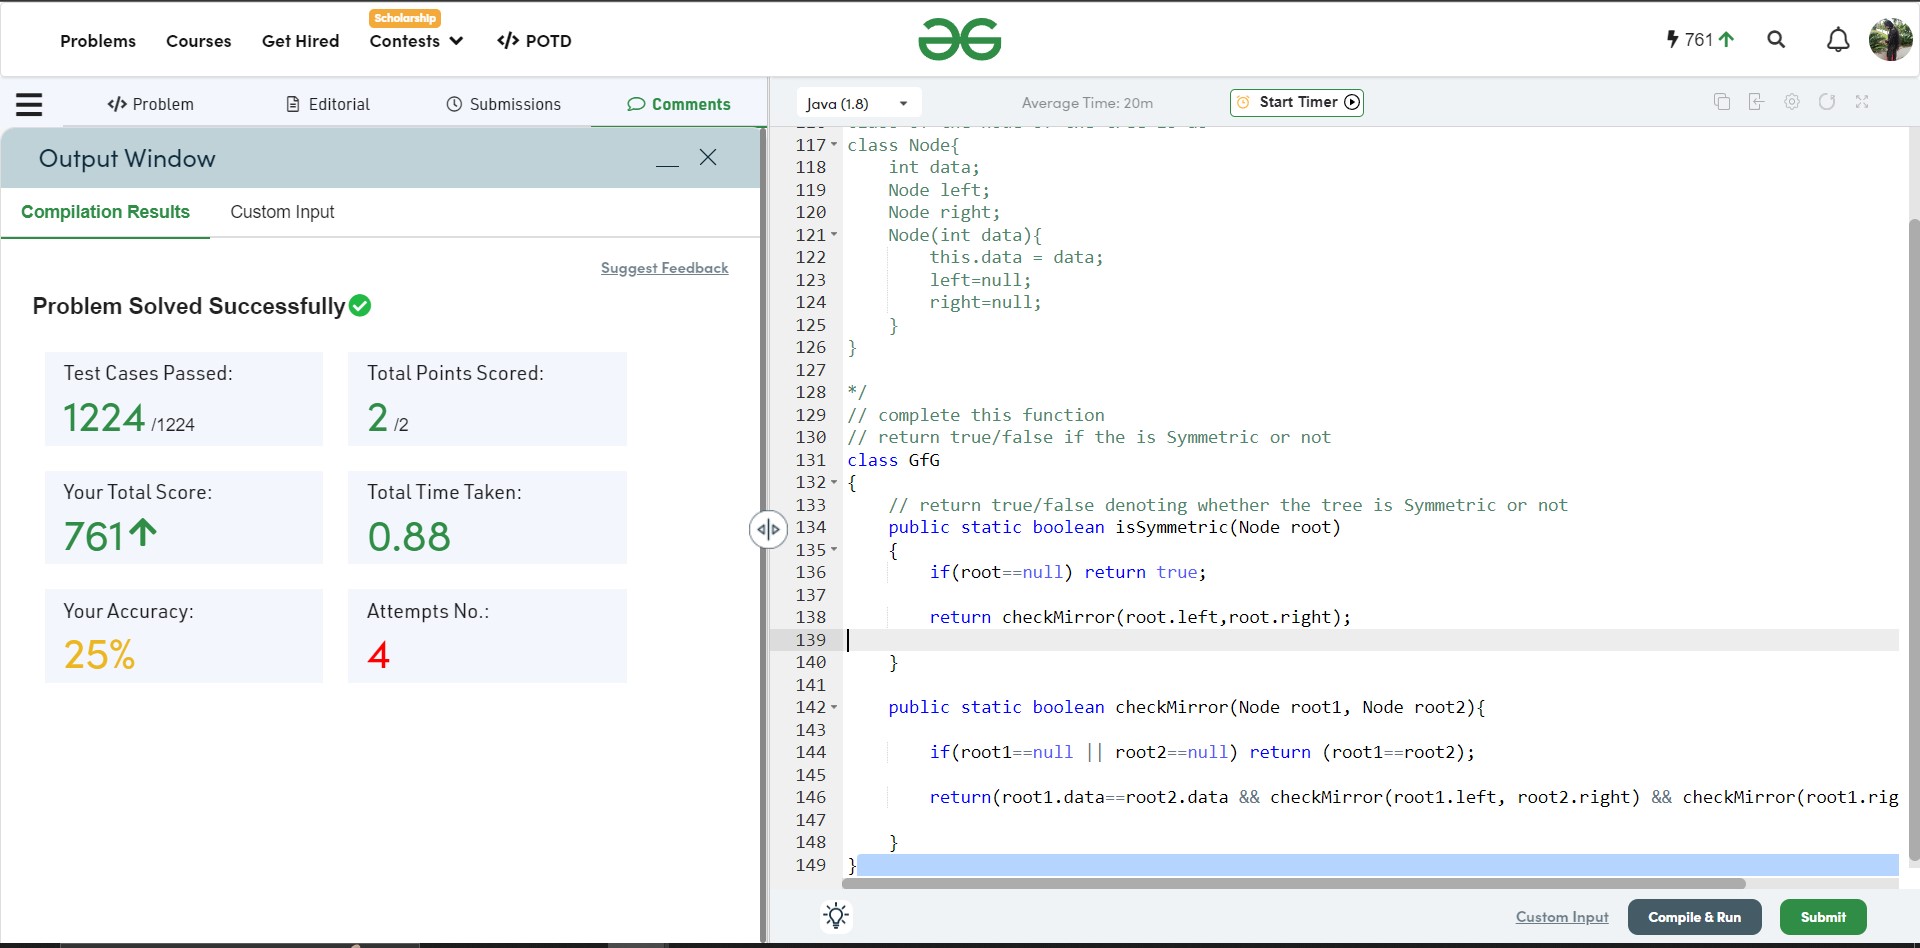 Scholarship
Problems Courses Get Hired Contests </> POTD
761
</> Problem Editorial Submissions Comments
Java (1.8) Average Time: 20m Start Timer
Output Window
Compilation Results Custom Input
Suggest Feedback
Problem Solved Successfully
Test Cases Passed: Total Points Scored:
1224 /1224 2 /2
Your Total Score: Total Time Taken:
761 0.88
Your Accuracy: Attempts No.:
25% 4
117 class Node{
118 int data;
119 Node left;
120 Node right;
121 Node(int data){
122 this.data = data;
123 left=null;
124 right=null;
125 }
126 }
127
128 */
129 // complete this function
130 // return true/false if the is Symmetric or not
131 class GfG
132 {
133 // return true/false denoting whether the tree is Symmetric or not
134 public static boolean isSymmetric(Node root)
135 {
136 if(root==null) return true;
137
138 return checkMirror(root.left,root.right);
139
140 }
141
142 public static boolean checkMirror(Node root1, Node root2){
143
144 if(root1==null || root2==null) return (root1==root2);
145
146 return(root1.data==root2.data && checkMirror(root1.left, root2.right) && checkMirror(root1.rig
147
148 }
149 }
Custom Input Compile & Run Submit